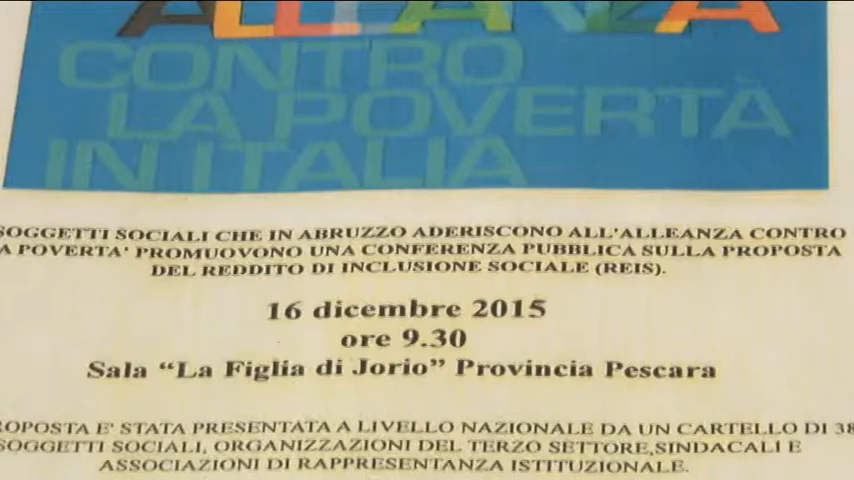 ALLEANZA
CONTRO
LA POVERTÀ
IN ITALIA
SOGGETTI SOCIALI CHE IN ABRUZZO ADERISCONO ALL'ALLEANZA CONTRO
A POVERTA' PROMUOVONO UNA CONFERENZA PUBBLICA SULLA PROPOSTA
DEL REDDITO DI INCLUSIONE SOCIALE (REIS).
16 dicembre 2015
ore 9.30
Sala “La Figlia di Jorio” Provincia Pescara
ROPOSTA E' STATA PRESENTATA A LIVELLO NAZIONALE DA UN CARTELLO DI 38
SOGGETTI SOCIALI, ORGANIZZAZIONI DEL TERZO SETTORE,SINDACALI E
ASSOCIAZIONI DI RAPPRESENTANZA ISTITUZIONALE.